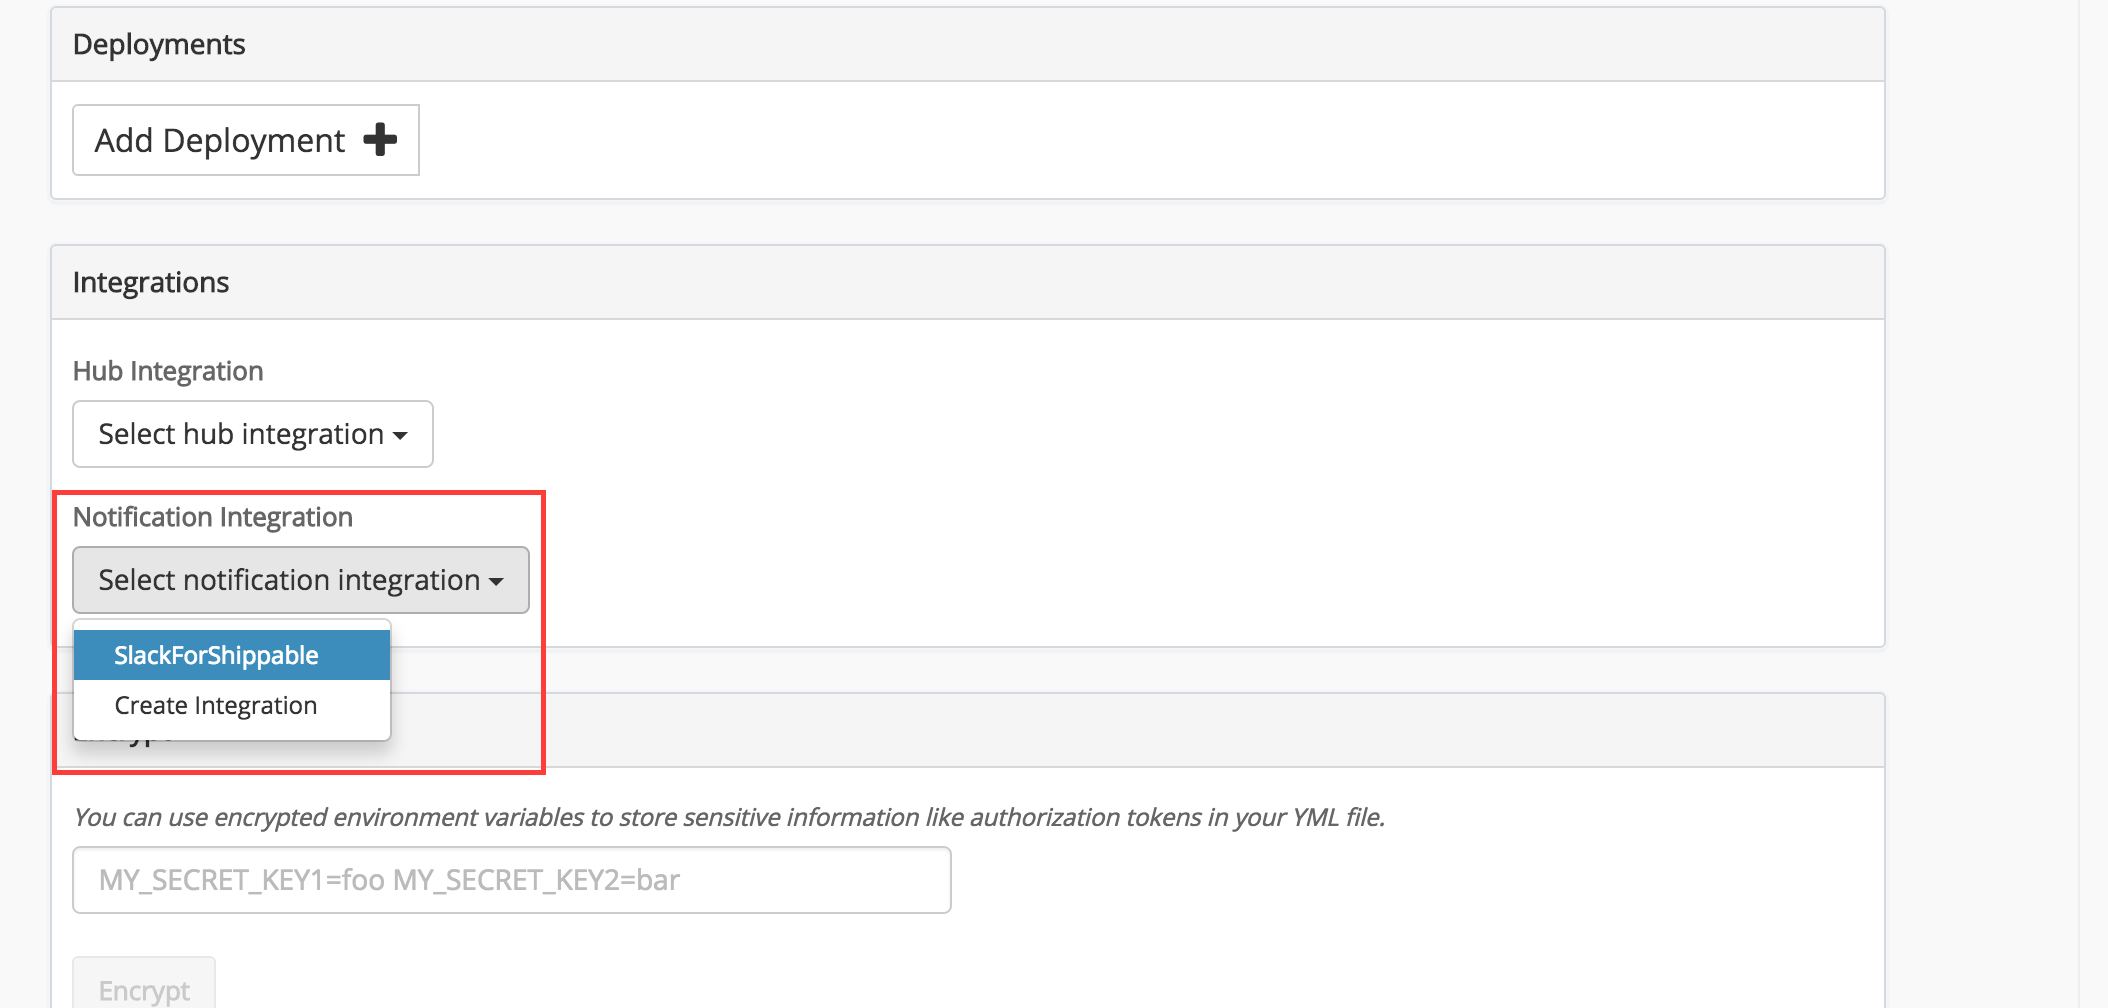 Deployments
Add Deployment
Integrations
Hub Integration
Select hub integration
Notification Integration
Select notification integration
SlackForShippable
Create Integration
You can use encrypted environment variables to store sensitive information like authorization tokens in your YML file.
MY_SECRET_KEY1=foo MY_SECRET_KEY2=bar
Encrypt